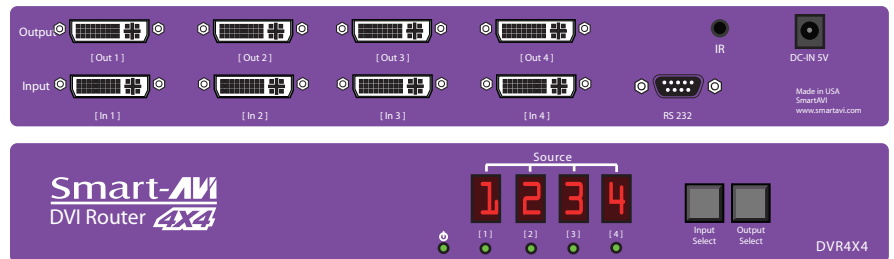 Output
[ Out 1 ] [ Out 2 ] [ Out 3 ] [ Out 4 ]
IR
DC-IN 5V
Input
[ In 1 ] [ In 2 ] [ In 3 ] [ In 4 ]
RS 232
Made in USA
SmartAVI
www.smartavi.com
Smart-AVI
DVI Router 4X4
Source
1 2 3 4
[ 1 ] [ 2 ] [ 3 ] [ 4 ]
Input
Select
Output
Select
DVR4X4